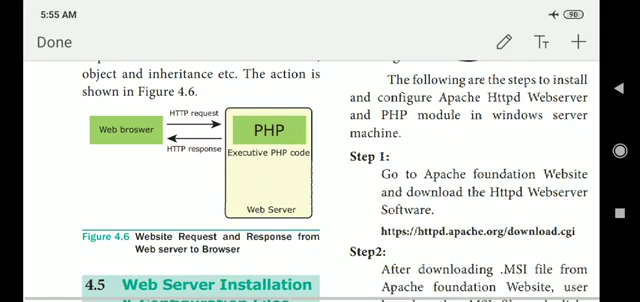 5:55 AM
90
Done
Tт
object and inheritance etc. The action is
shown in Figure 4.6.
Web broswer
HTTP request
HTTP response
PHP
Executive PHP code
Web Server
Figure 4.6 Website Request and Response from
Web server to Browser
4.5 Web Server Installation
The following are the steps to install
and configure Apache Httpd Webserver
and PHP module in windows server
machine.
Step 1:
Go to Apache foundation Website
and download the Httpd Webserver
Software.
https://httpd.apache.org/download.cgi
Step2:
After downloading .MSI file from
Apache foundation Website, user